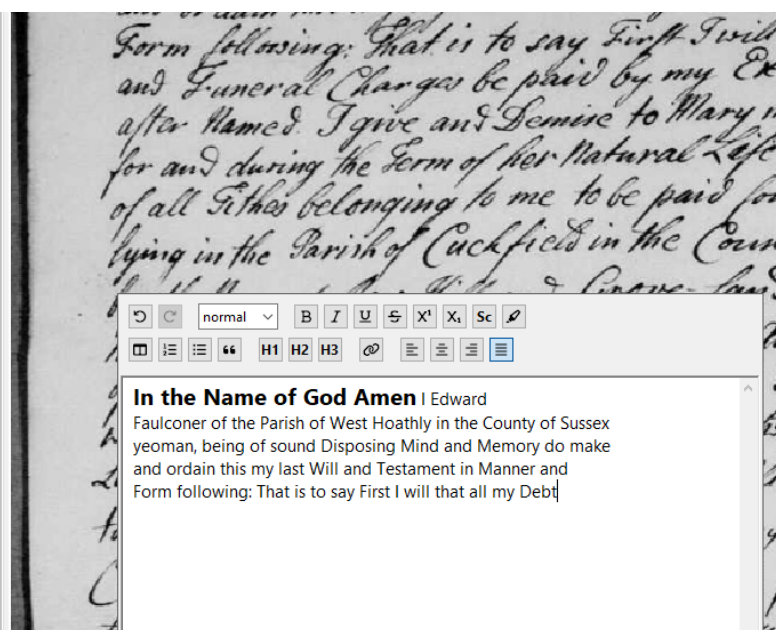 Form following: That is to say First I will
and Funeral Charges be paid by my Ex
after Named. I give and Demise to Mary
for and during the Term of her Natural Life
of all Tithes belonging to me to be paid
lying in the Parish of Cuckfield in the Coun
normal B I U S X¹ X₁ Sc
H1 H2 H3
In the Name of God Amen I Edward
Faulconer of the Parish of West Hoathly in the County of Sussex
yeoman, being of sound Disposing Mind and Memory do make
and ordain this my last Will and Testament in Manner and
Form following: That is to say First I will that all my Debt